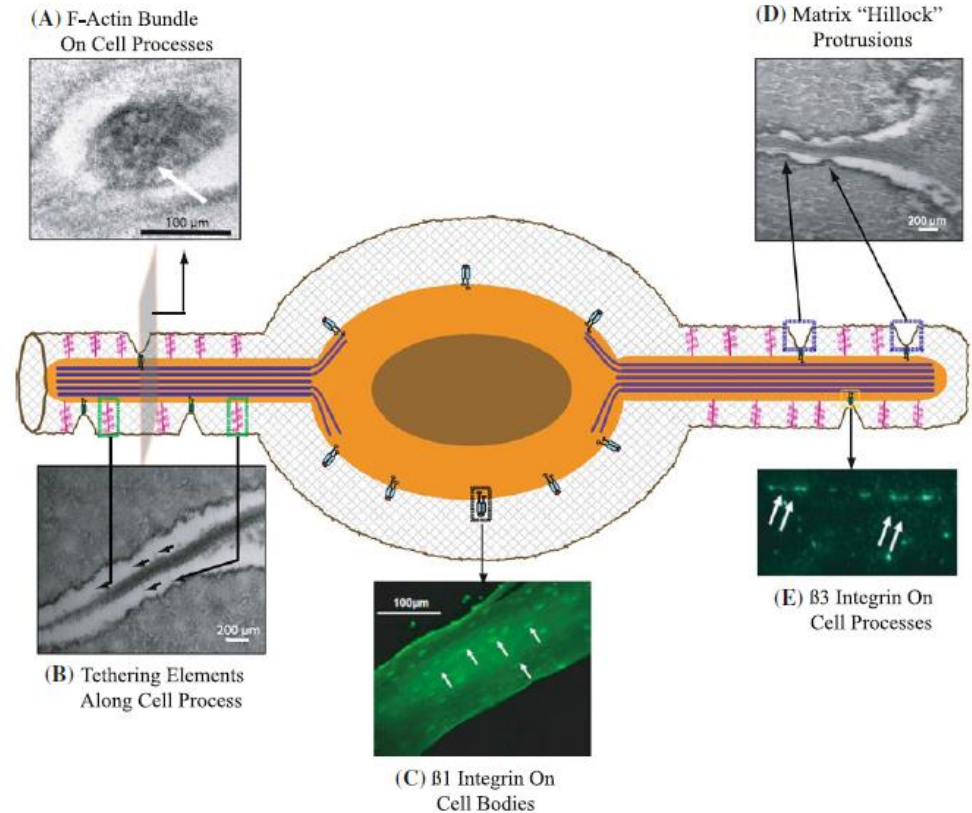 (A) F-Actin Bundle
On Cell Processes
100 µm
(D) Matrix “Hillock”
Protrusions
200 µm
200 µm
(B) Tethering Elements
Along Cell Process
100µm
(C) ß1 Integrin On
Cell Bodies
(E) ß3 Integrin On
Cell Processes